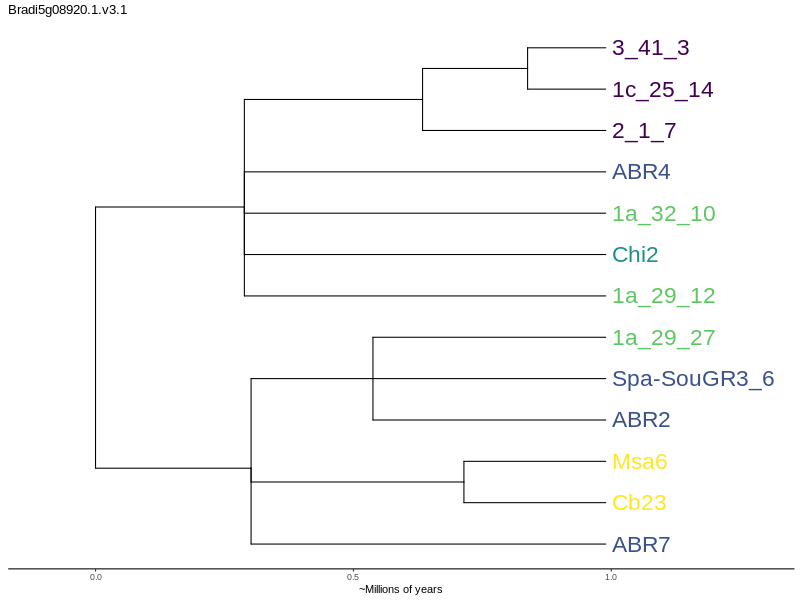 Bradi5g08920.1.v3.1
3_41_3
1c_25_14
2_1_7
ABR4
1a_32_10
Chi2
1a_29_12
1a_29_27
Spa-SouGR3_6
ABR2
Msa6
Cb23
ABR7
0.0 0.5 1.0
~Millions of years